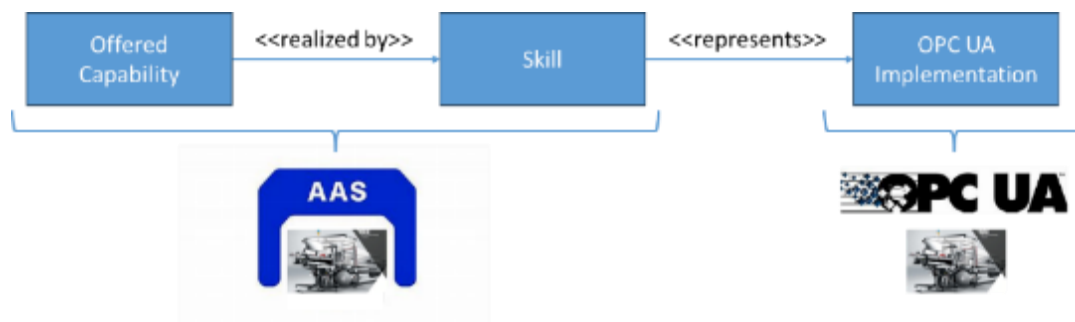 Offered
Capability
<<realized by>>
Skill
<<represents>>
OPC UA
Implementation
AAS
OPC UA